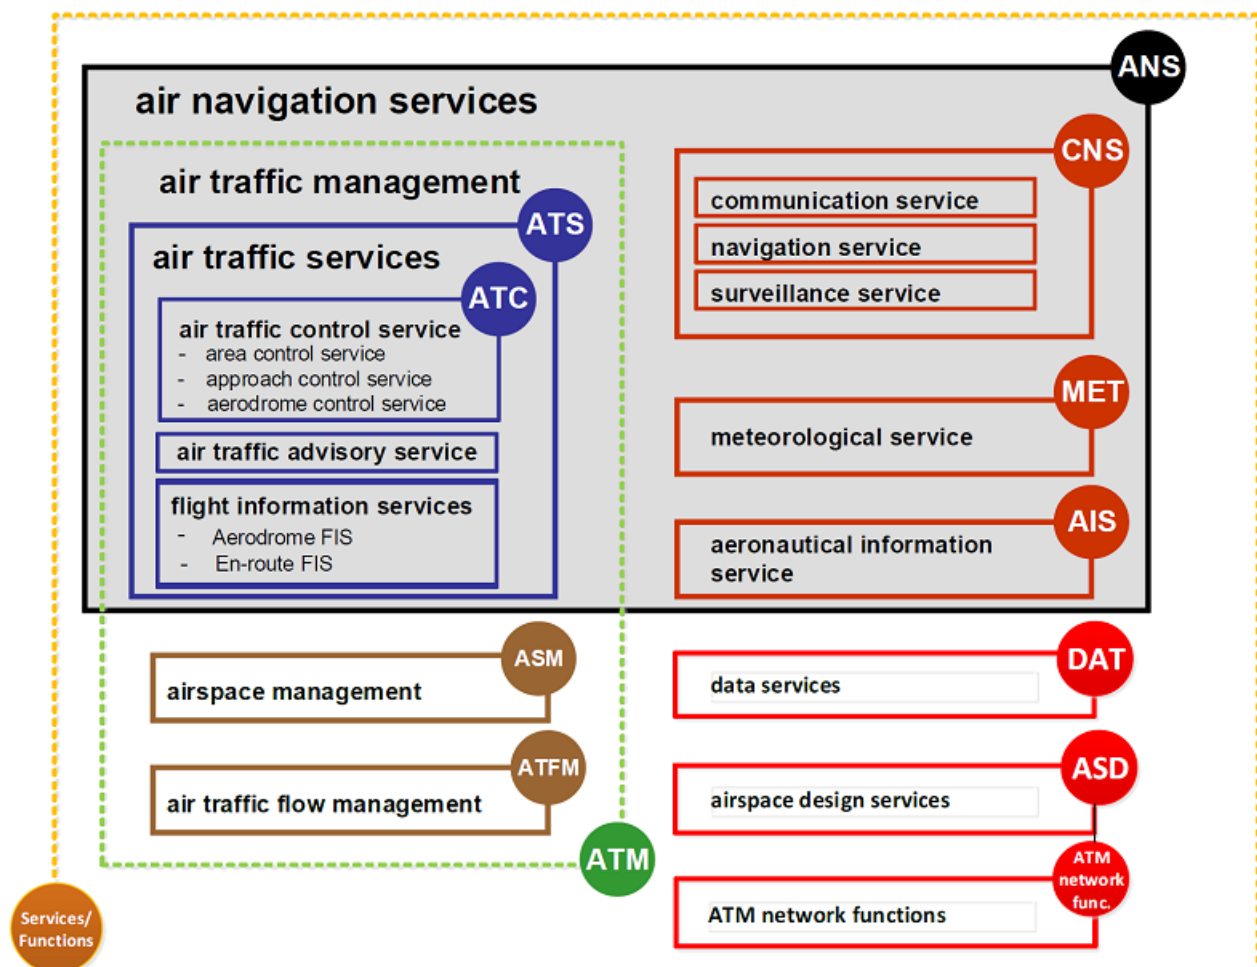 ANS
air navigation services
CNS
air traffic management
communication service
ATS
navigation service
air traffic services
surveillance service
ATC
air traffic control service
- area control service
- approach control service
- aerodrome control service
MET
meteorological service
air traffic advisory service
flight information services
- Aerodrome FIS
- En-route FIS
AIS
aeronautical information
service
ASM
airspace management
DAT
data services
ATFM
air traffic flow management
ASD
airspace design services
ATM
ATM
network
func.
ATM network functions
Services/
Functions